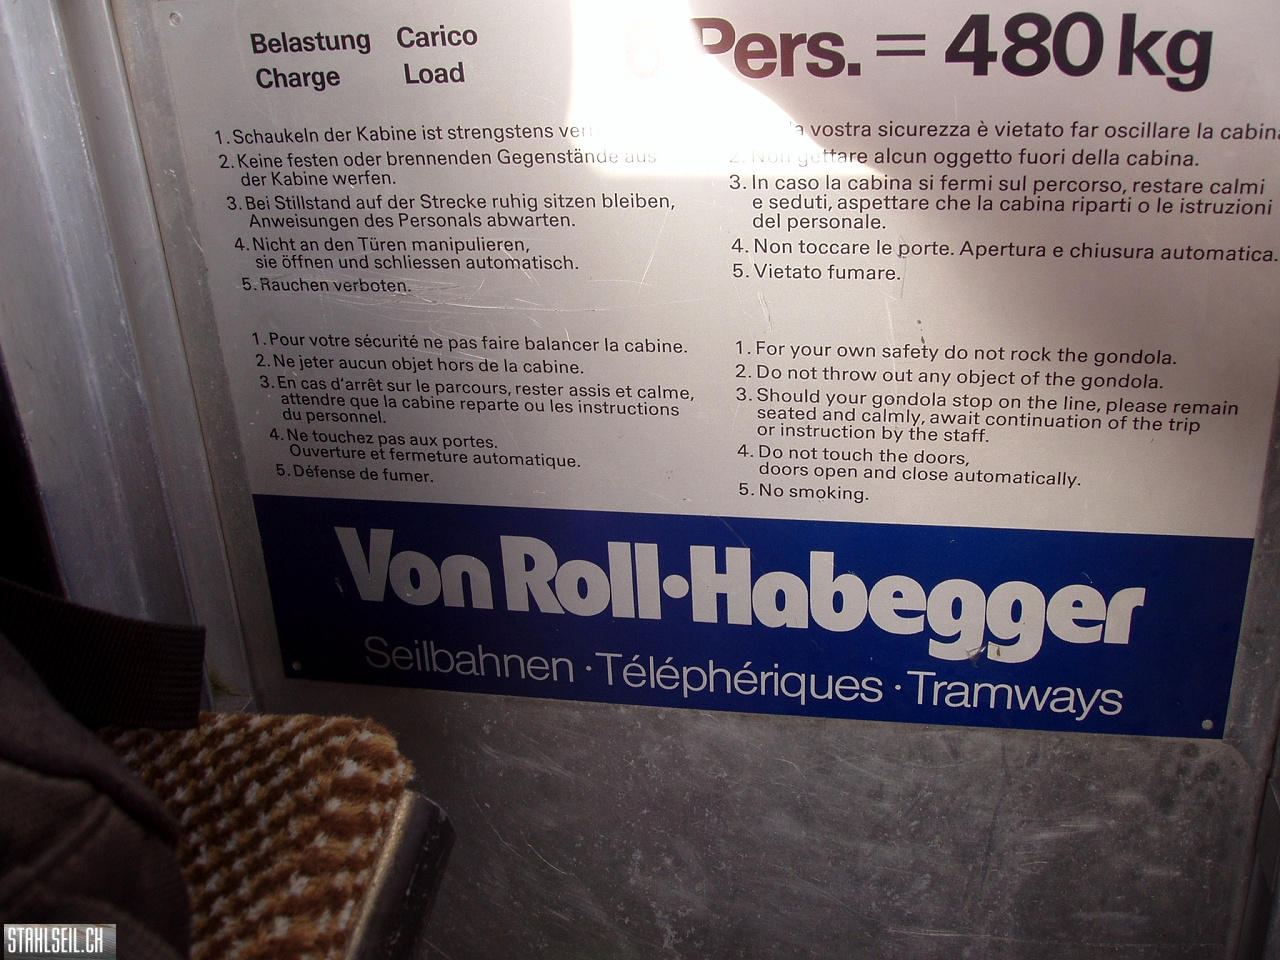 Belastung Carico
Charge Load
6 Pers. = 480 kg
1. Schaukeln der Kabine ist strengstens
2. Keine festen oder brennenden Gegenstände aus
der Kabine werfen.
3. Bei Stillstand auf der Strecke ruhig sitzen bleiben,
Anweisungen des Personals abwarten.
4. Nicht an den Türen manipulieren,
sie öffnen und schliessen automatisch.
5. Rauchen verboten.
la vostra sicurezza è vietato far oscillare la cabina
2. Non gettare alcun oggetto fuori della cabina.
3. In caso la cabina si fermi sul percorso, restare calmi
e seduti, aspettare che la cabina riparti o le istruzioni
del personale.
4. Non toccare le porte. Apertura e chiusura automatica.
5. Vietato fumare.
1. Pour votre sécurité ne pas faire balancer la cabine.
2. Ne jeter aucun objet hors de la cabine.
3. En cas d'arrêt sur le parcours, rester assis et calme,
attendre que la cabine reparte ou les instructions
du personnel.
4. Ne touchez pas aux portes.
Ouverture et fermeture automatique.
5. Défense de fumer.
1. For your own safety do not rock the gondola.
2. Do not throw out any object of the gondola.
3. Should your gondola stop on the line, please remain
seated and calmly, await continuation of the trip
or instruction by the staff.
4. Do not touch the doors,
doors open and close automatically.
5. No smoking.
Von Roll·Habegger
Seilbahnen · Téléphériques · Tramways
STAHLSEIL.CH